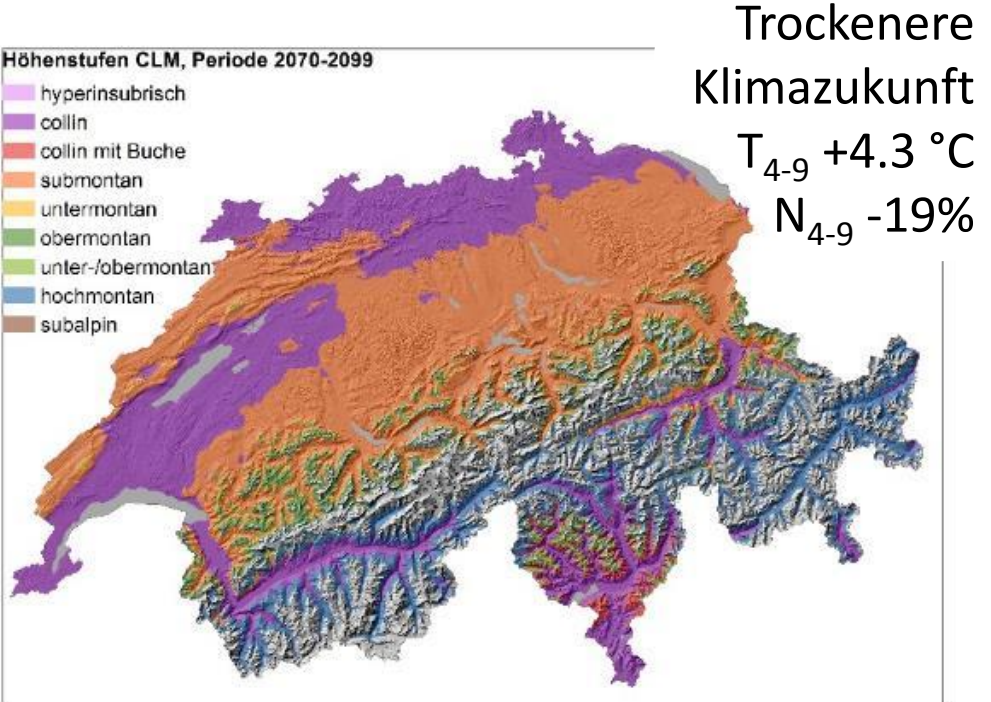 Trockenere
Klimazukunft
T4-9 +4.3 °C
N4-9 -19%
Höhenstufen CLM, Periode 2070-2099
hyperinsubrisch
collin
collin mit Buche
submontan
untermontan
obermontan
unter-/obermontan
hochmontan
subalpin